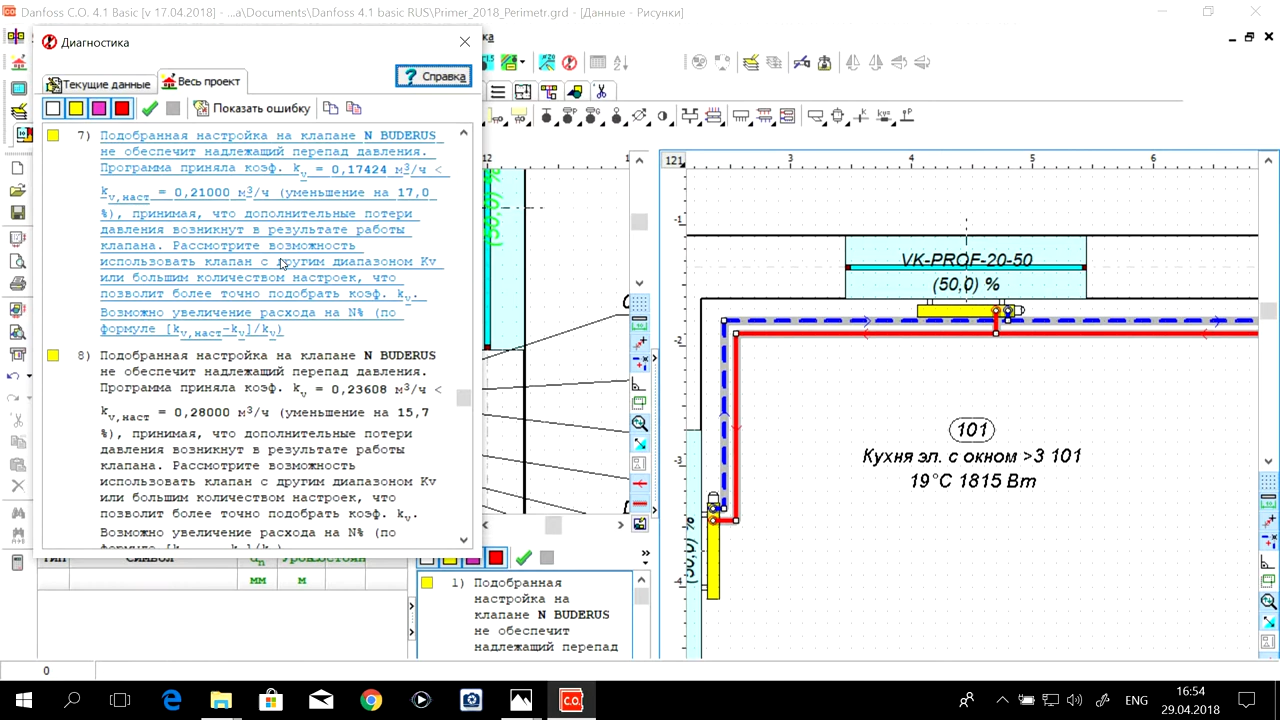 Danfoss C.O. 4.1 Basic [v 17.04.2018] - ...a\Documents\Danfoss 4.1 basic RUS\Primer_2018_Perimetr.grd - [Данные - Рисунки]
Диагностика
Текущие данные
Весь проект
Справка
Показать ошибку
7) Подобранная настройка на клапане N BUDERUS
не обеспечит надлежащий перепад давления.
Программа приняла коэф. kv = 0,17424 м3/ч <
kv,наст = 0,21000 м3/ч (уменьшение на 17,0
%), принимая, что дополнительные потери
давления возникнут в результате работы
клапана. Рассмотрите возможность
использовать клапан с другим диапазоном Kv
или большим количеством настроек, что
позволит более точно подобрать коэф. kv.
Возможно увеличение расхода на N% (по
формуле [kv,наст-kv]/kv)
8) Подобранная настройка на клапане N BUDERUS
не обеспечит надлежащий перепад давления.
Программа приняла коэф. kv = 0,23608 м3/ч <
kv,наст = 0,28000 м3/ч (уменьшение на 15,7
%), принимая, что дополнительные потери
давления возникнут в результате работы
клапана. Рассмотрите возможность
использовать клапан с другим диапазоном Kv
или большим количеством настроек, что
позволит более точно подобрать коэф. kv.
Возможно увеличение расхода на N% (по
12
(50,0) %
121
3
5
6
-1
-2
-3
-4
VK-PROF-20-50
(50,0) %
101
Кухня эл. с окном >3 101
19°C 1815 Вт
(50,0) %
мм
м
1) Подобранная
настройка на
клапане N BUDERUS
не обеспечит
надлежащий перепад
0
ENG
16:54
29.04.2018